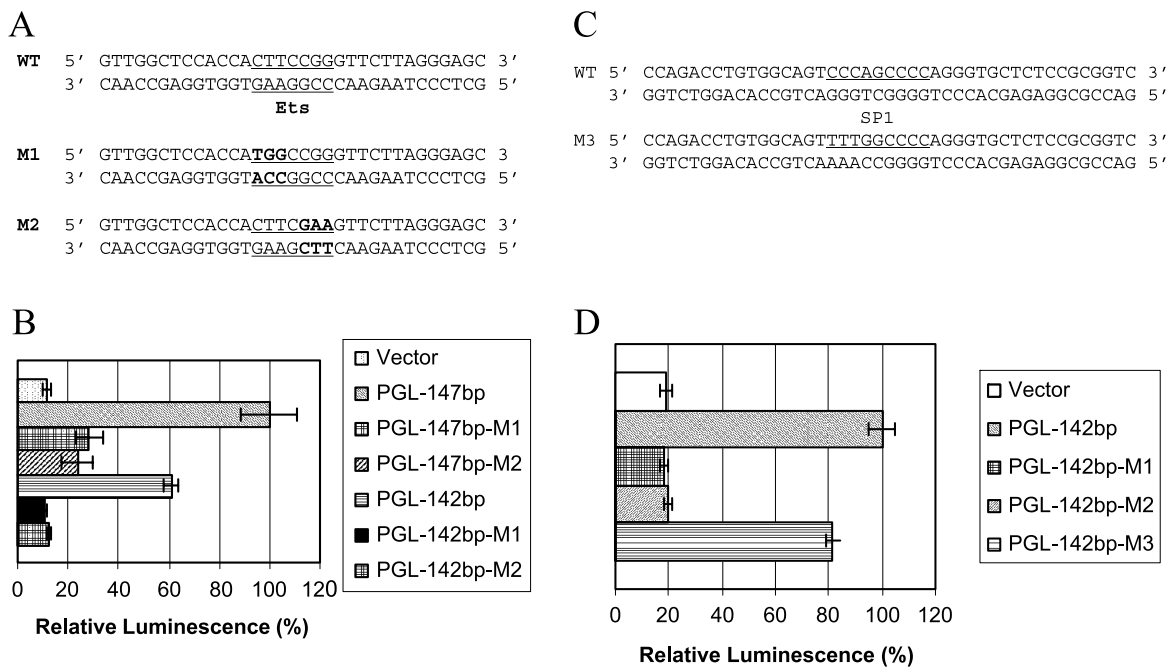 A
WT 5′ GTTGGCTCCACCACTTCCGGGTTCTTAGGGAGC 3′
3′ CAACCGAGGTGGTGAAGGCCCAAGAATCCCTCG 5′
Ets
M1 5′ GTTGGCTCCACCATGGCCGGGTTCTTAGGGAGC 3
3′ CAACCGAGGTGGTACCGGCCCAAGAATCCCTCG 5′
M2 5′ GTTGGCTCCACCACTTCGAAGTTCTTAGGGAGC 3′
3′ CAACCGAGGTGGTGAAGCTTCAAGAATCCCTCG 5′
B
Vector
PGL-147bp
PGL-147bp-M1
PGL-147bp-M2
PGL-142bp
PGL-142bp-M1
PGL-142bp-M2
0 20 40 60 80 100 120
Relative Luminescence (%)
C
WT 5′ CCAGACCTGTGGCAGTCCCAGCCCCAGGGTGCTCTCCGCGGTC 3′
3′ GGTCTGGACACCGTCAGGGTCGGGGTCCCACGAGAGGCGCCAG 5′
SP1
M3 5′ CCAGACCTGTGGCAGTTTTGGCCCCAGGGTGCTCTCCGCGGTC 3′
3′ GGTCTGGACACCGTCAAAACCGGGGTCCCACGAGAGGCGCCAG 5′
D
Vector
PGL-142bp
PGL-142bp-M1
PGL-142bp-M2
PGL-142bp-M3
0 20 40 60 80 100 120
Relative Luminescence (%)